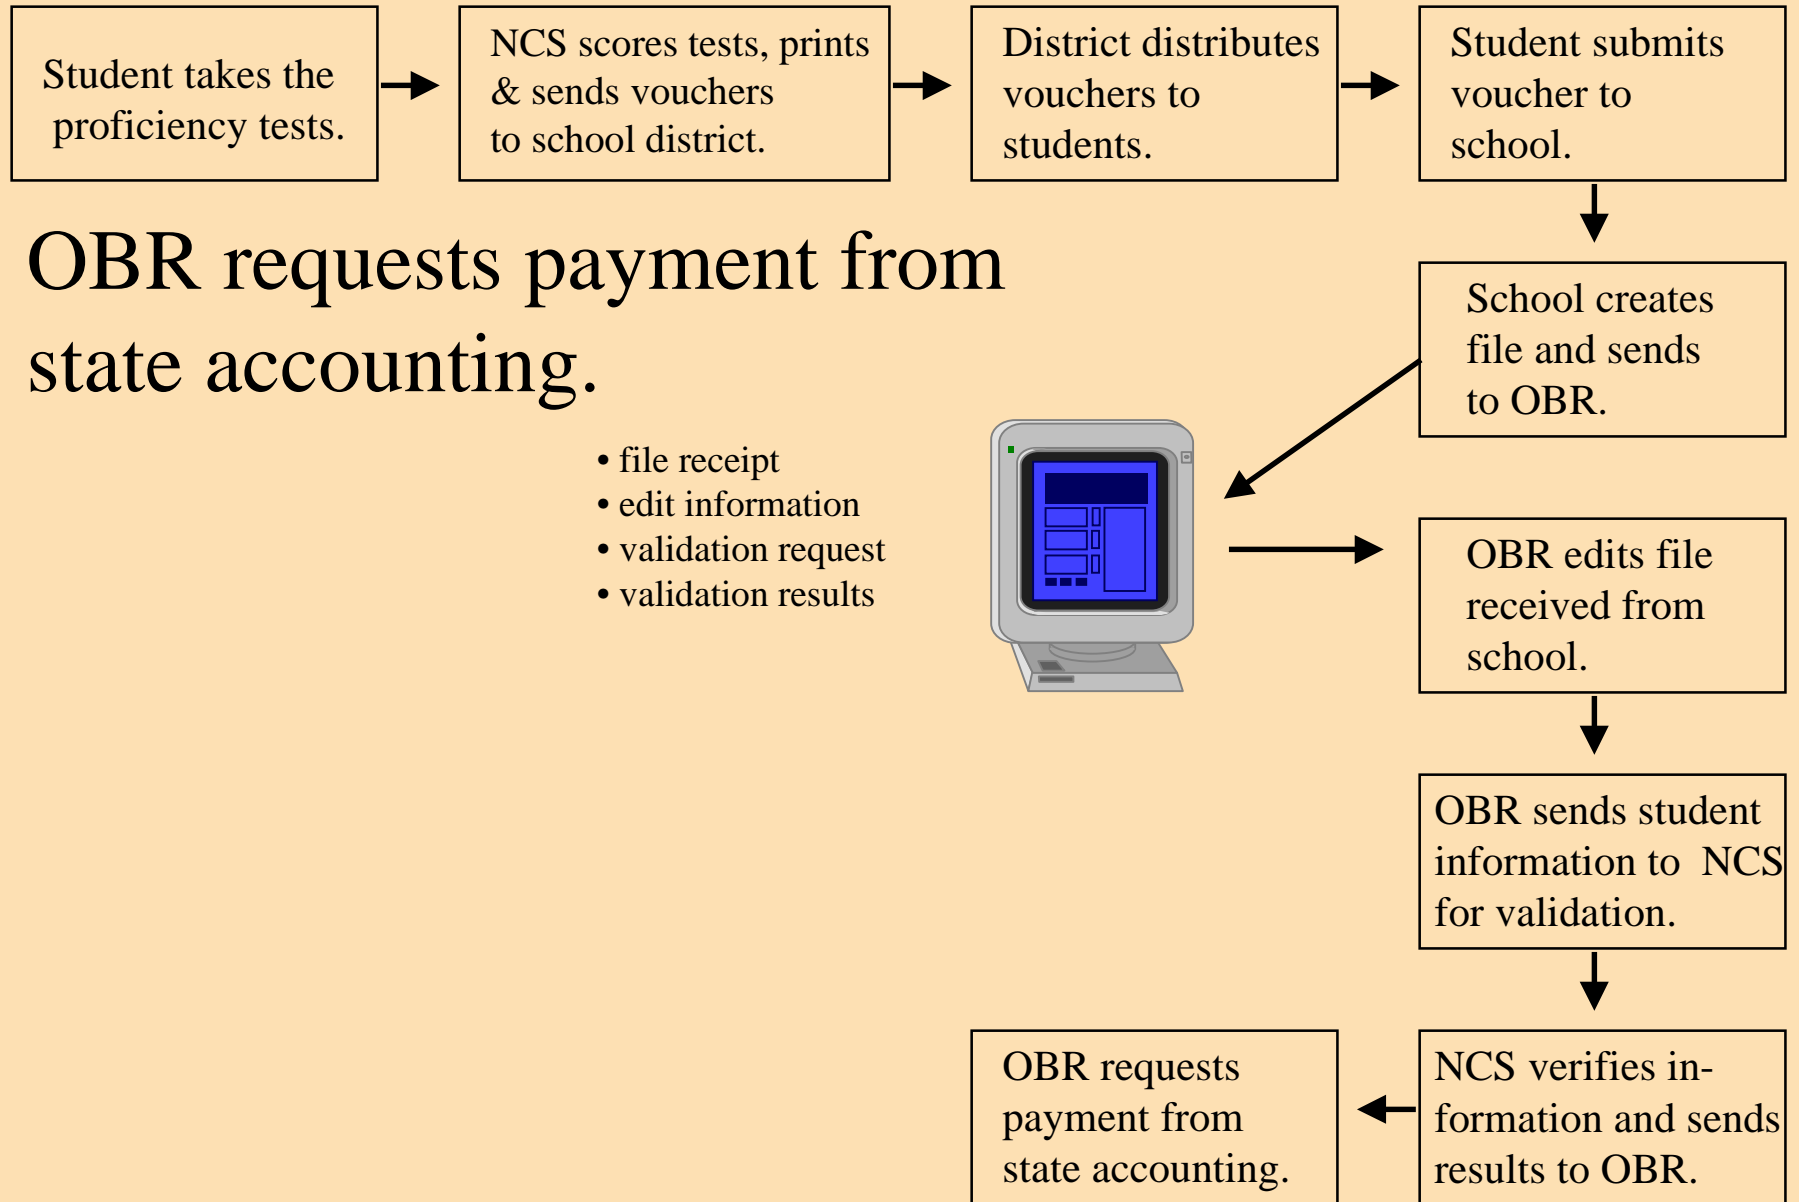 Student takes the
proficiency tests.
NCS scores tests, prints
& sends vouchers
to school district.
District distributes
vouchers to
students.
Student submits
voucher to
school.
OBR requests payment from
state accounting.
School creates
file and sends
to OBR.
• file receipt
• edit information
• validation request
• validation results
OBR edits file
received from
school.
OBR sends student
information to NCS
for validation.
NCS verifies in-
formation and sends
results to OBR.
OBR requests
payment from
state accounting.